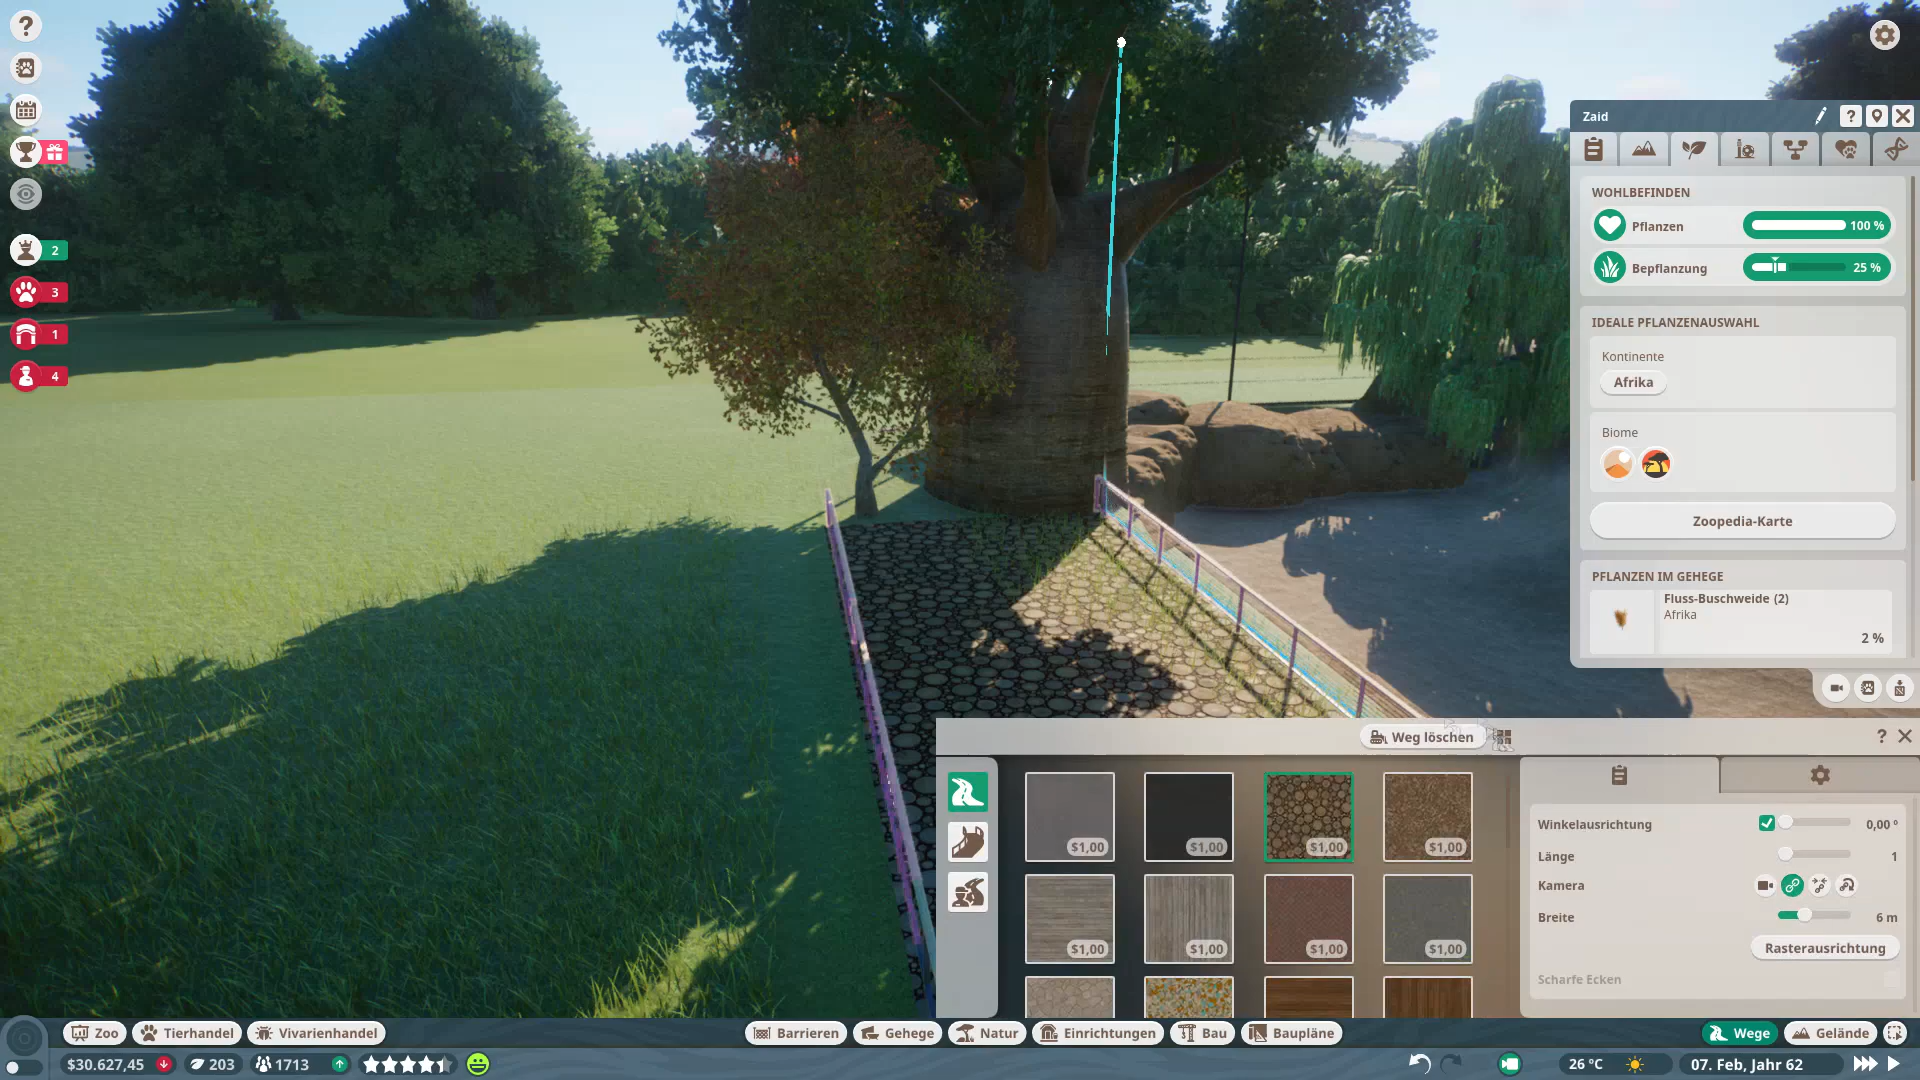 ?
2
3
1
4
Zaid
?
WOHLBEFINDEN
Pflanzen
100 %
Bepflanzung
25 %
IDEALE PFLANZENAUSWAHL
Kontinente
Afrika
Biome
Zoopedia-Karte
PFLANZEN IM GEHEGE
Fluss-Buschweide (2)
Afrika
2 %
Weg löschen
?
$1,00
$1,00
$1,00
$1,00
$1,00
$1,00
$1,00
$1,00
Winkelausrichtung
0,00 °
Länge
1
Kamera
Breite
6 m
Rasterausrichtung
Scharfe Ecken
Zoo
Tierhandel
Vivarienhandel
Barrieren
Gehege
Natur
Einrichtungen
Bau
Baupläne
Wege
Gelände
$30.627,45
203
1713
26 °C
07. Feb, Jahr 62